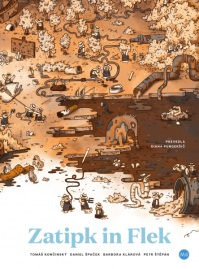 PREVEDLA
DIANA PUNGERŠIČ
Zatipk in Flek
TOMÁŠ KONČINSKÝ DANIEL ŠPAČEK BARBORA KLÁROVÁ PETR ŠTĚPÁN